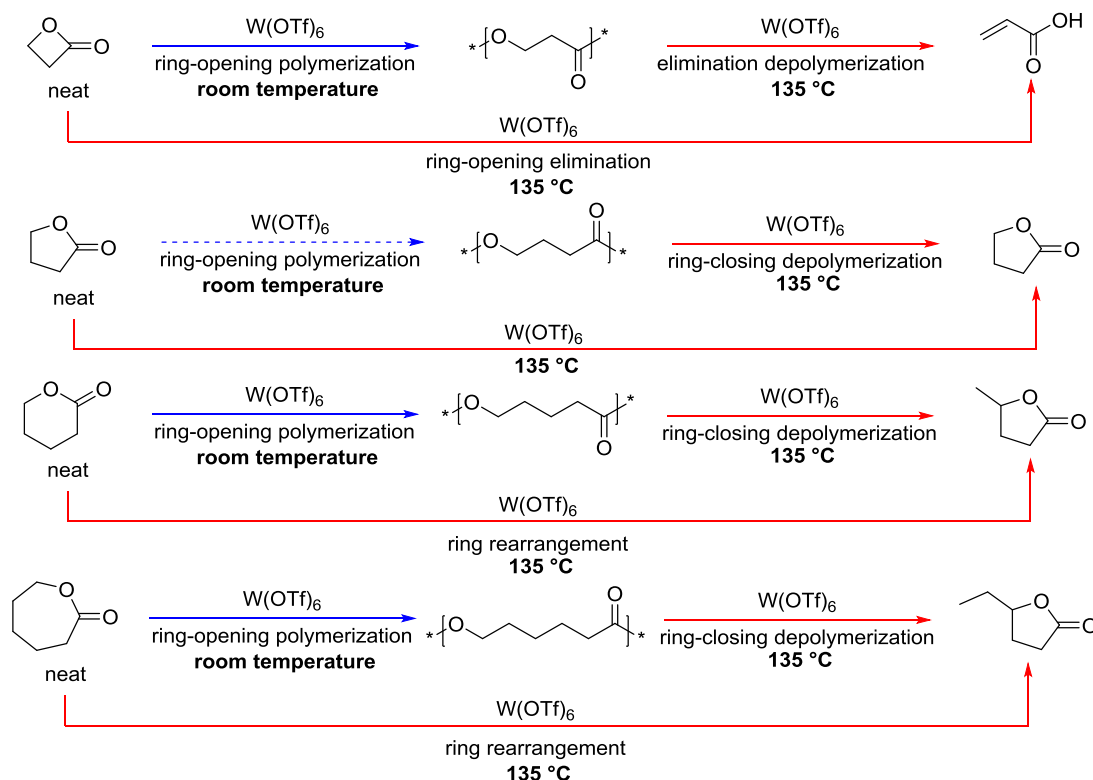 W(OTf)6
ring-opening polymerization
room temperature
W(OTf)6
elimination depolymerization
135 °C
neat
O
O
* O O *
OH
O
W(OTf)6
ring-opening elimination
135 °C
W(OTf)6
ring-opening polymerization
room temperature
W(OTf)6
ring-closing depolymerization
135 °C
neat
O
O
* O O *
O
O
W(OTf)6
135 °C
W(OTf)6
ring-opening polymerization
room temperature
W(OTf)6
ring-closing depolymerization
135 °C
neat
O
O
* O O *
O
O
W(OTf)6
ring rearrangement
135 °C
W(OTf)6
ring-opening polymerization
room temperature
W(OTf)6
ring-closing depolymerization
135 °C
neat
O
O
* O O *
O
O
W(OTf)6
ring rearrangement
135 °C